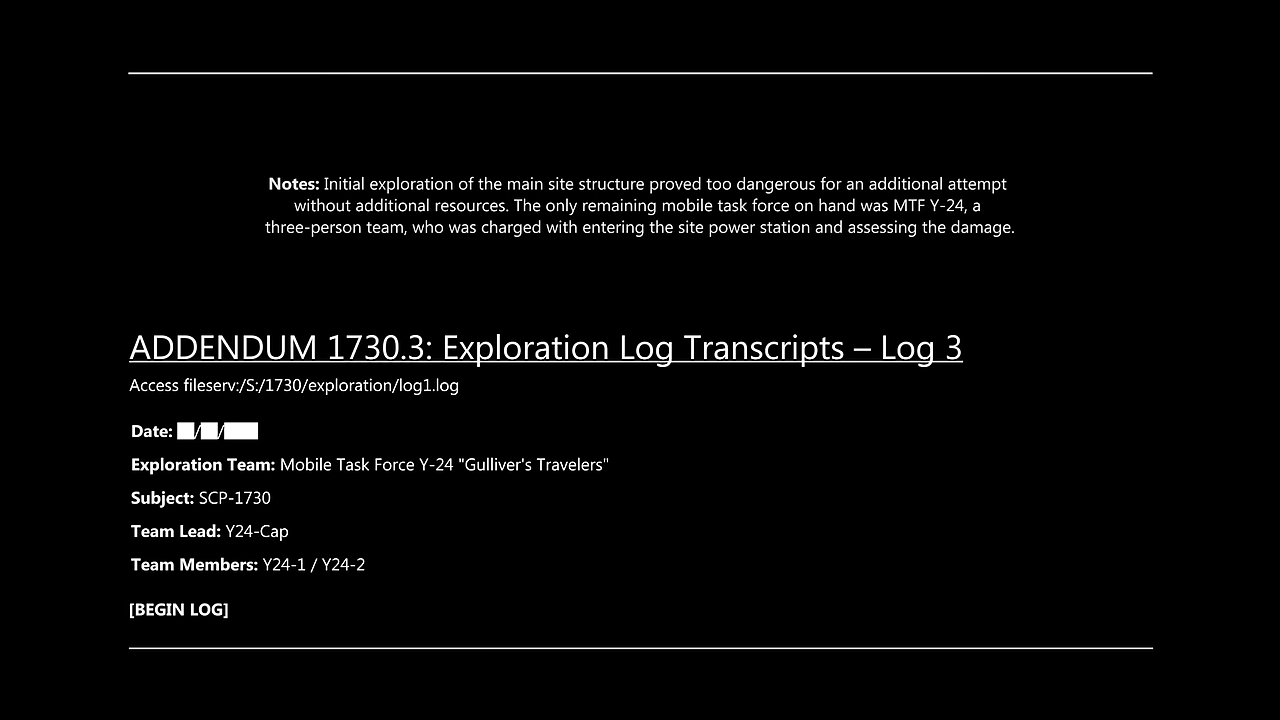 Notes: Initial exploration of the main site structure proved too dangerous for an additional attempt
without additional resources. The only remaining mobile task force on hand was MTF Y-24, a
three-person team, who was charged with entering the site power station and assessing the damage.
ADDENDUM 1730.3: Exploration Log Transcripts – Log 3
Access fileserv:/S:/1730/exploration/log1.log
Date: ██/██/████
Exploration Team: Mobile Task Force Y-24 "Gulliver's Travelers"
Subject: SCP-1730
Team Lead: Y24-Cap
Team Members: Y24-1 / Y24-2
[BEGIN LOG]